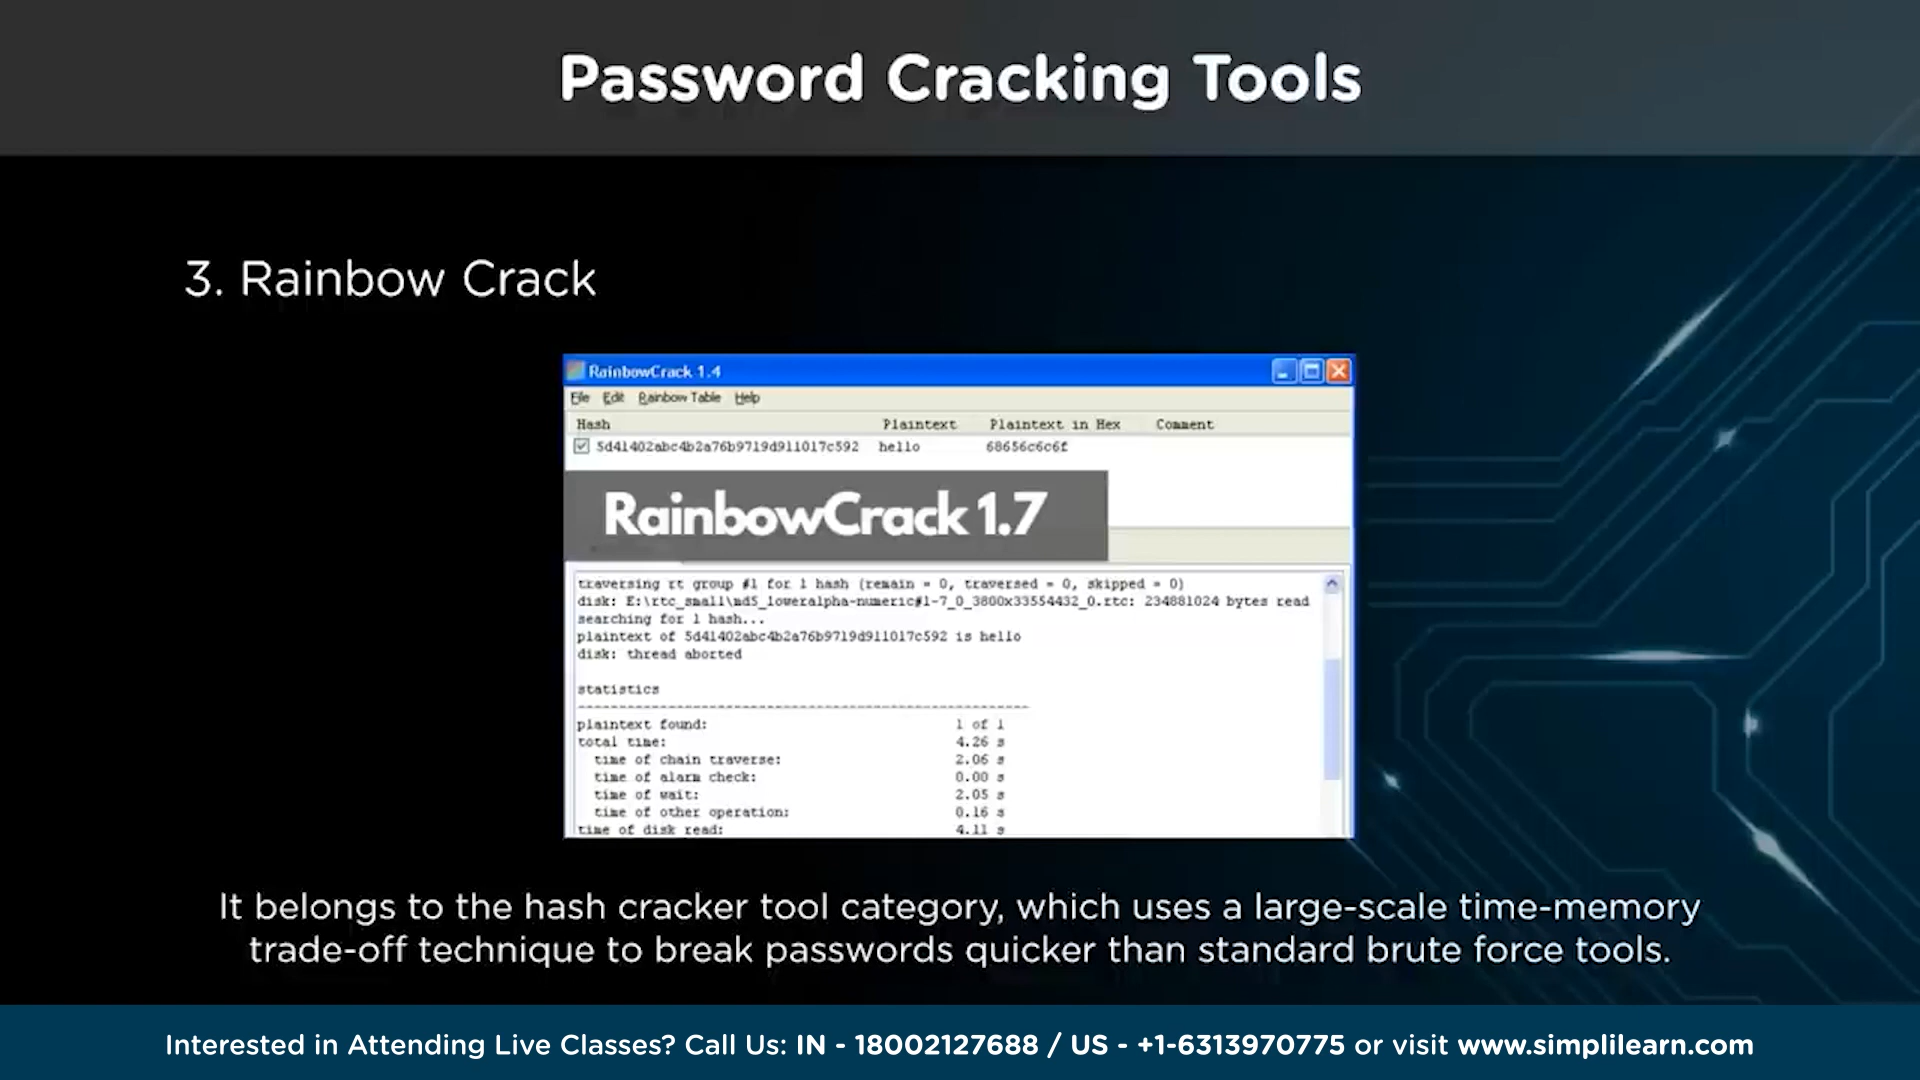 Password Cracking Tools
3. Rainbow Crack
RainbowCrack 1.4
File Edit Rainbow Table Help
Hash Plaintext Plaintext in Hex Comment
5d41402abc4b2a76b9719d911017c592 hello 68656c6c6f
RainbowCrack 1.7
traversing rt group #1 for 1 hash (remain = 0, traversed = 0, skipped = 0)
disk: E:\rtc_small\md5_loweralpha-numeric#1-7_0_3800x33554432_0.rtc: 234881024 bytes read
searching for 1 hash...
plaintext of 5d41402abc4b2a76b9719d911017c592 is hello
disk: thread aborted
statistics
-------------------------------------------------------
plaintext found: 1 of 1
total time: 4.26 s
time of chain traverse: 2.06 s
time of alarm check: 0.00 s
time of wait: 2.05 s
time of other operation: 0.16 s
time of disk read: 4.11 s
It belongs to the hash cracker tool category, which uses a large-scale time-memory
trade-off technique to break passwords quicker than standard brute force tools.
Interested in Attending Live Classes? Call Us: IN - 18002127688 / US - +1-6313970775 or visit www.simplilearn.com